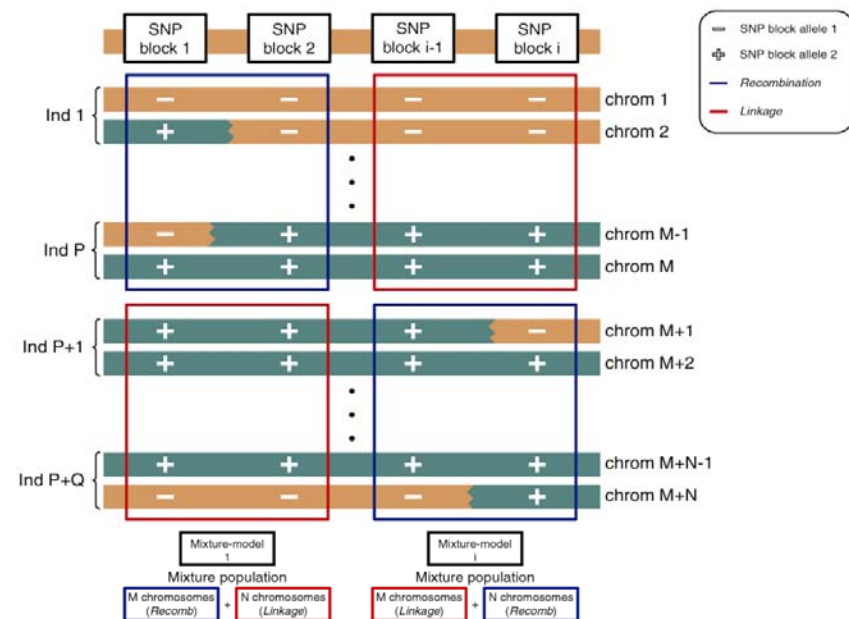 SNP block 1
SNP block 2
SNP block i-1
SNP block i
− SNP block allele 1
+ SNP block allele 2
Recombination
Linkage
Ind 1
− − − − chrom 1
+ − − − chrom 2
Ind P
− + + + chrom M-1
+ + + + chrom M
Ind P+1
+ + + − chrom M+1
+ + + + chrom M+2
Ind P+Q
+ + + + chrom M+N-1
− − − + chrom M+N
Mixture-model
1
Mixture population
M chromosomes
(Recomb)
+
N chromosomes
(Linkage)
Mixture-model
i
Mixture population
M chromosomes
(Linkage)
+
N chromosomes
(Recomb)